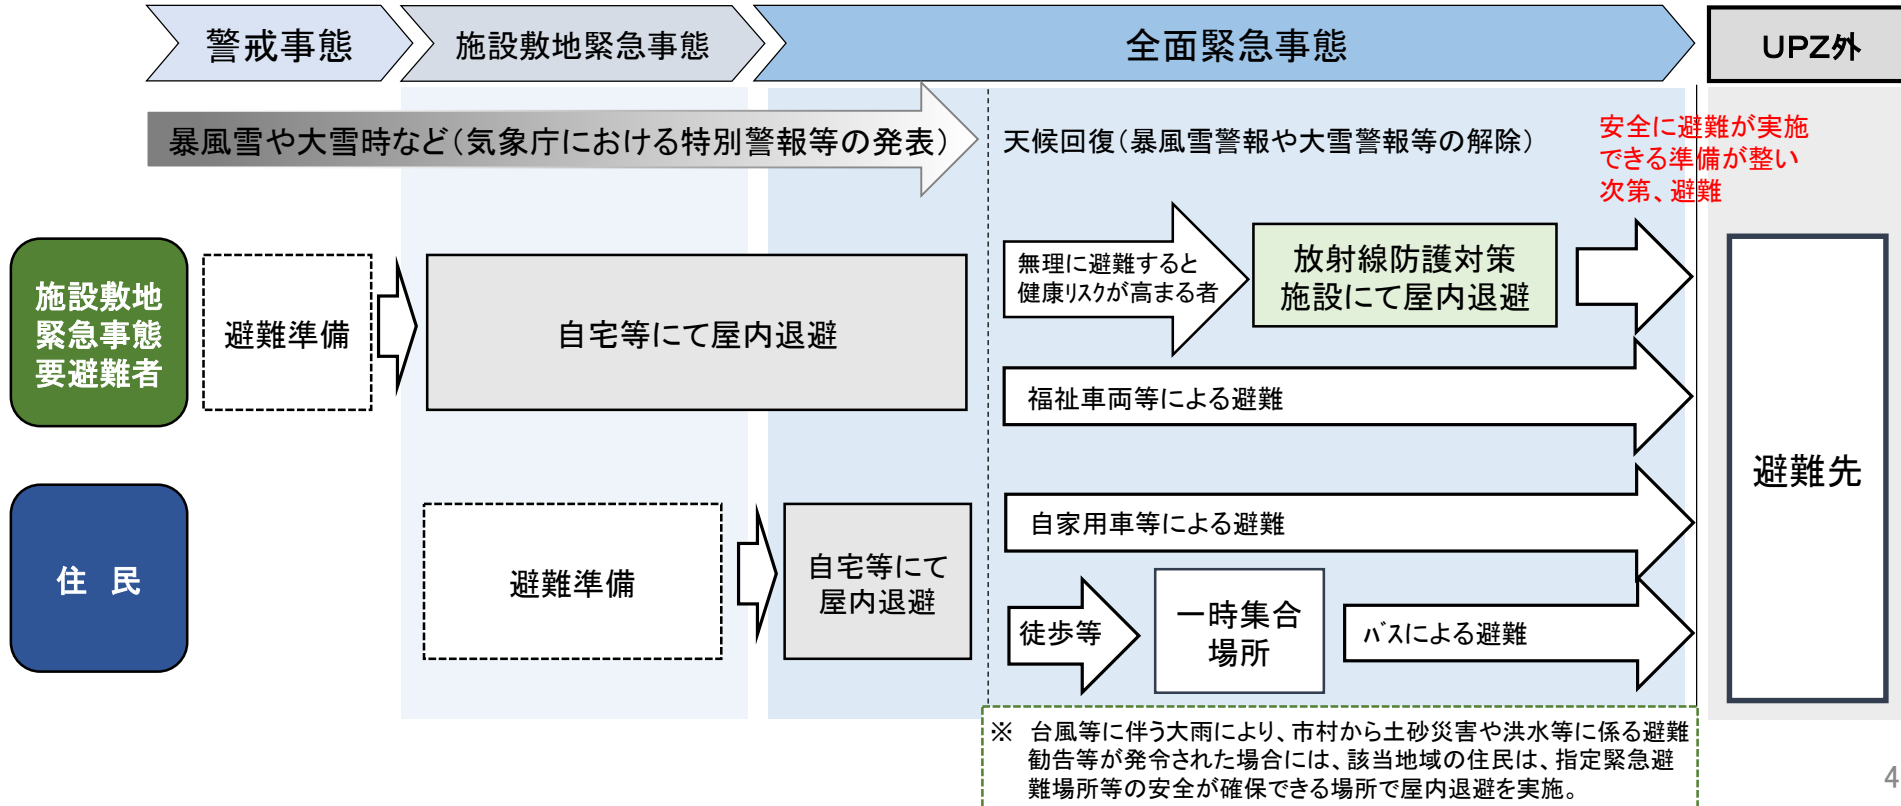 警戒事態
施設敷地緊急事態
全面緊急事態
UPZ外
暴風雪や大雪時など（気象庁における特別警報等の発表）
天候回復（暴風雪警報や大雪警報等の解除）
安全に避難が実施
できる準備が整い
次第、避難
施設敷地
緊急事態
要避難者
避難準備
自宅等にて屋内退避
無理に避難すると
健康ﾘｽｸが高まる者
放射線防護対策
施設にて屋内退避
福祉車両等による避難
避難先
住　民
避難準備
自宅等にて
屋内退避
自家用車等による避難
徒歩等
一時集合
場所
ﾊﾞｽによる避難
※　台風等に伴う大雨により、市村から土砂災害や洪水等に係る避難
勧告等が発令された場合には、該当地域の住民は、指定緊急避
難場所等の安全が確保できる場所で屋内退避を実施。
4